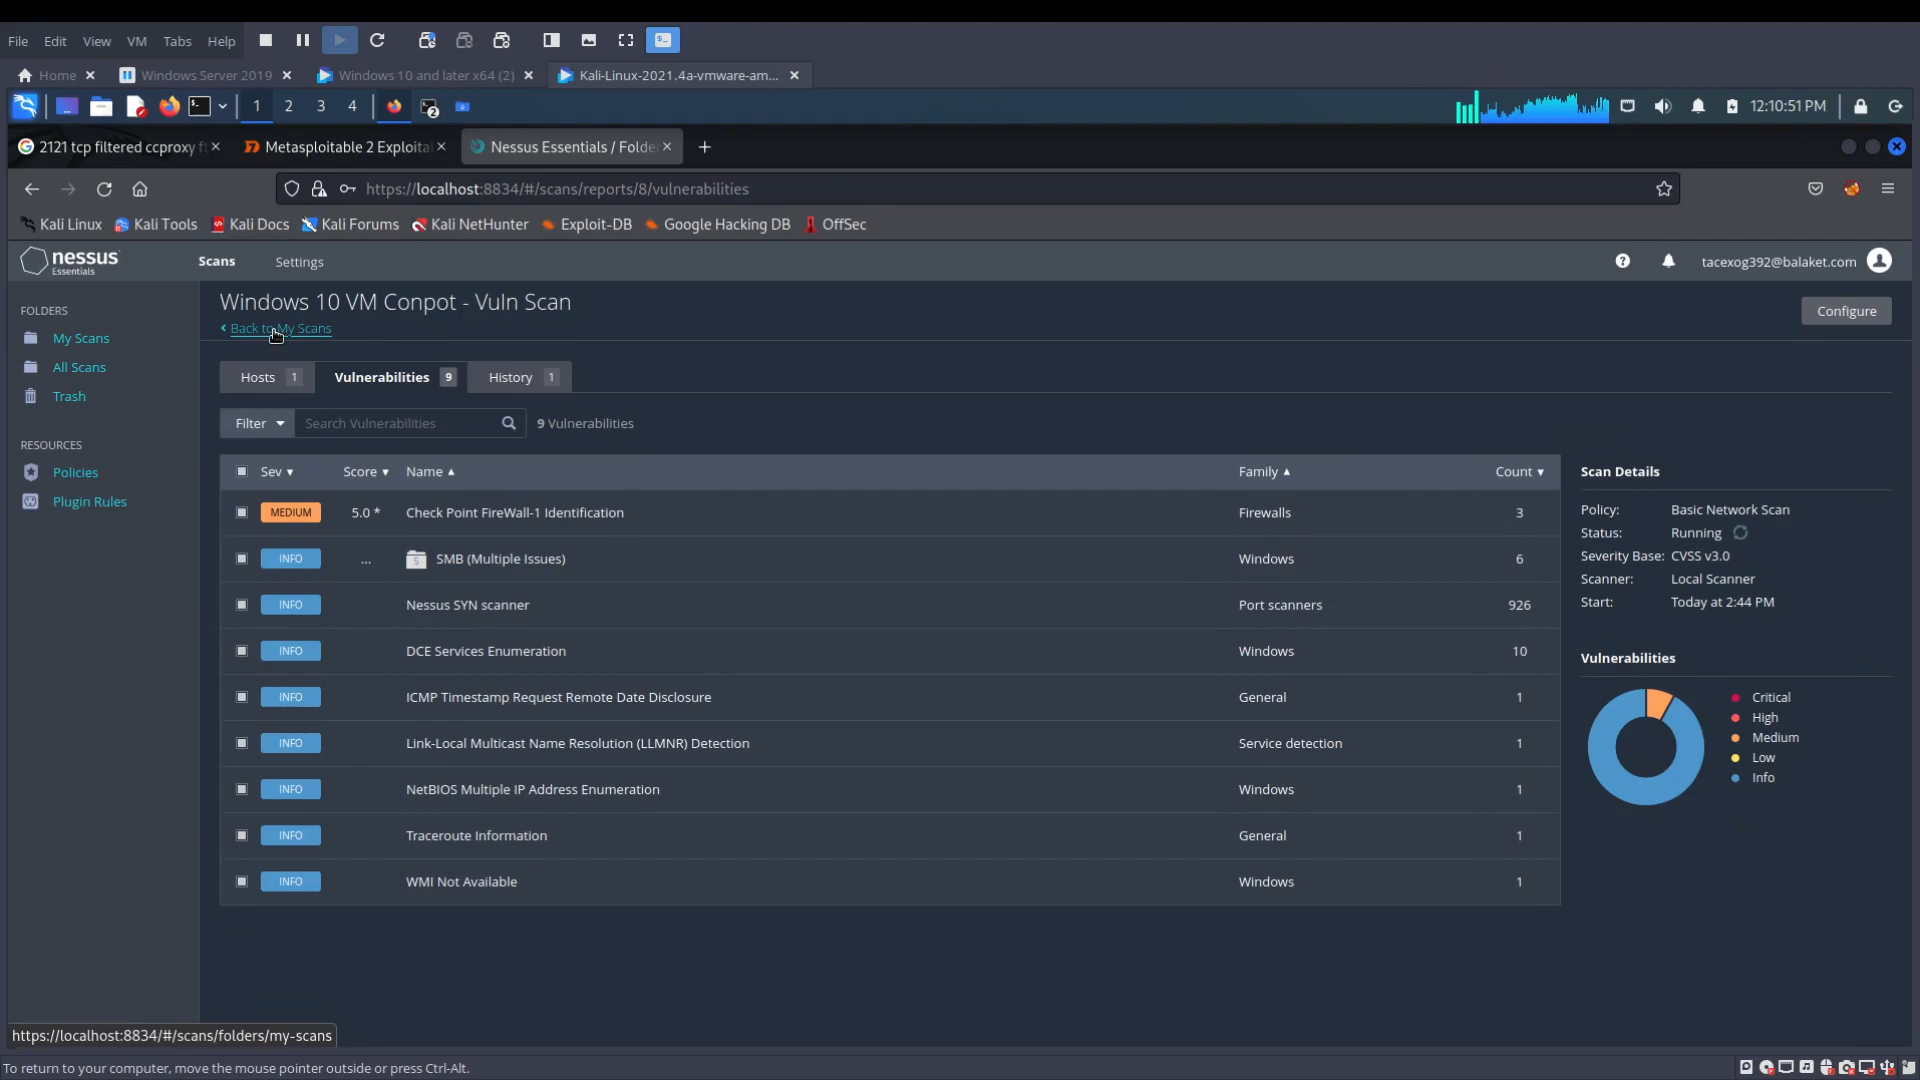 File Edit View VM Tabs Help
Home Windows Server 2019 Windows 10 and later x64 (2) Kali-Linux-2021.4a-vmware-am...
1 2 3 4 12:10:51 PM
2121 tcp filtered ccproxy ft Metasploitable 2 Exploita Nessus Essentials / Folde
https://localhost:8834/#/scans/reports/8/vulnerabilities
Kali Linux Kali Tools Kali Docs Kali Forums Kali NetHunter Exploit-DB Google Hacking DB OffSec
nessus Essentials Scans Settings tacexog392@balaket.com
FOLDERS
My Scans
All Scans
Trash
RESOURCES
Policies
Plugin Rules
Windows 10 VM Conpot - Vuln Scan
Back to My Scans
Configure
Hosts 1 Vulnerabilities 9 History 1
Filter Search Vulnerabilities 9 Vulnerabilities
Sev Score Name Family Count
MEDIUM 5.0 * Check Point FireWall-1 Identification Firewalls 3
INFO ... 5 SMB (Multiple Issues) Windows 6
INFO Nessus SYN scanner Port scanners 926
INFO DCE Services Enumeration Windows 10
INFO ICMP Timestamp Request Remote Date Disclosure General 1
INFO Link-Local Multicast Name Resolution (LLMNR) Detection Service detection 1
INFO NetBIOS Multiple IP Address Enumeration Windows 1
INFO Traceroute Information General 1
INFO WMI Not Available Windows 1
Scan Details
Policy: Basic Network Scan
Status: Running
Severity Base: CVSS v3.0
Scanner: Local Scanner
Start: Today at 2:44 PM
Vulnerabilities
Critical
High
Medium
Low
Info
https://localhost:8834/#/scans/folders/my-scans
To return to your computer, move the mouse pointer outside or press Ctrl-Alt.